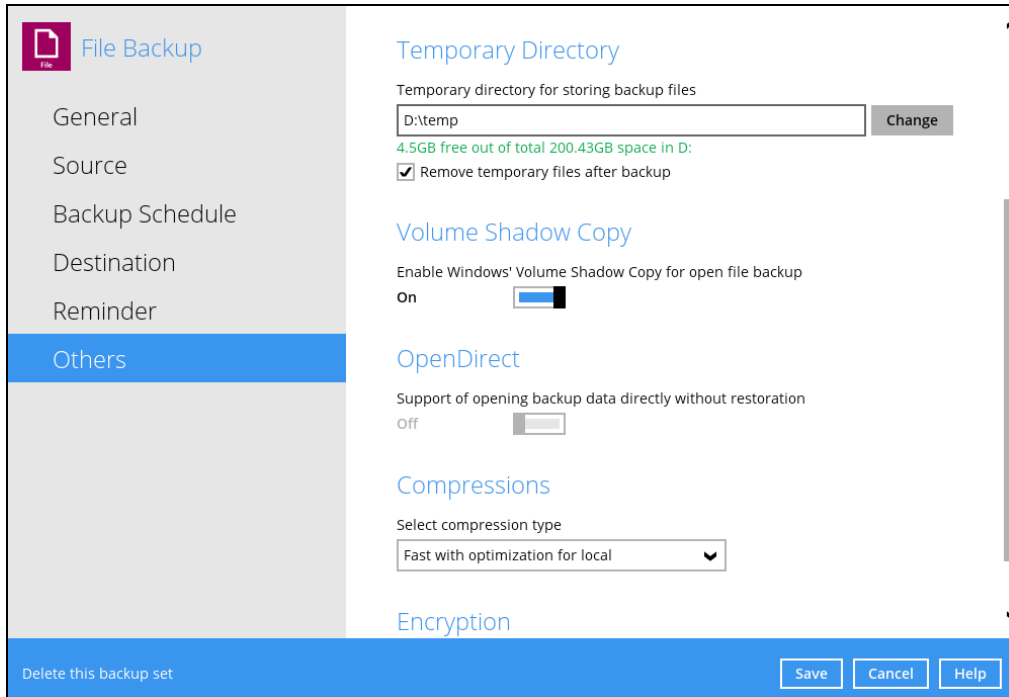 File
File Backup
General
Source
Backup Schedule
Destination
Reminder
Others
Temporary Directory
Temporary directory for storing backup files
D:\temp
Change
4.5GB free out of total 200.43GB space in D:
Remove temporary files after backup
Volume Shadow Copy
Enable Windows' Volume Shadow Copy for open file backup
On
OpenDirect
Support of opening backup data directly without restoration
Off
Compressions
Select compression type
Fast with optimization for local
Encryption
Delete this backup set
Save
Cancel
Help